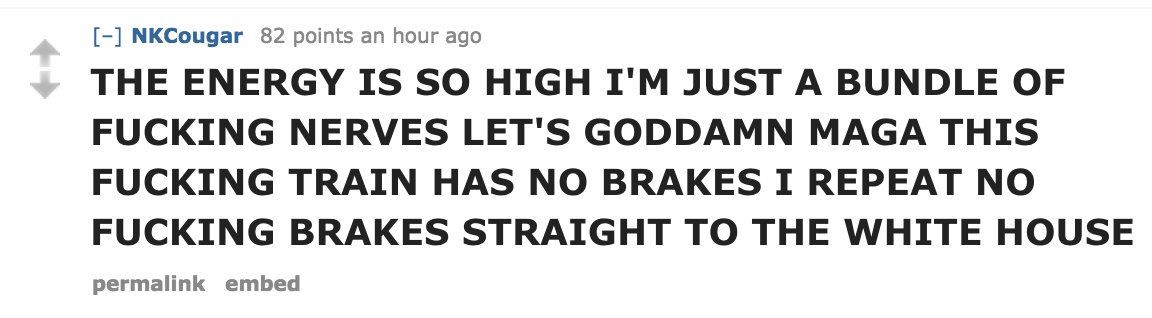 [-] NKCougar 82 points an hour ago
THE ENERGY IS SO HIGH I'M JUST A BUNDLE OF
FUCKING NERVES LET'S GODDAMN MAGA THIS
FUCKING TRAIN HAS NO BRAKES I REPEAT NO
FUCKING BRAKES STRAIGHT TO THE WHITE HOUSE
permalink embed